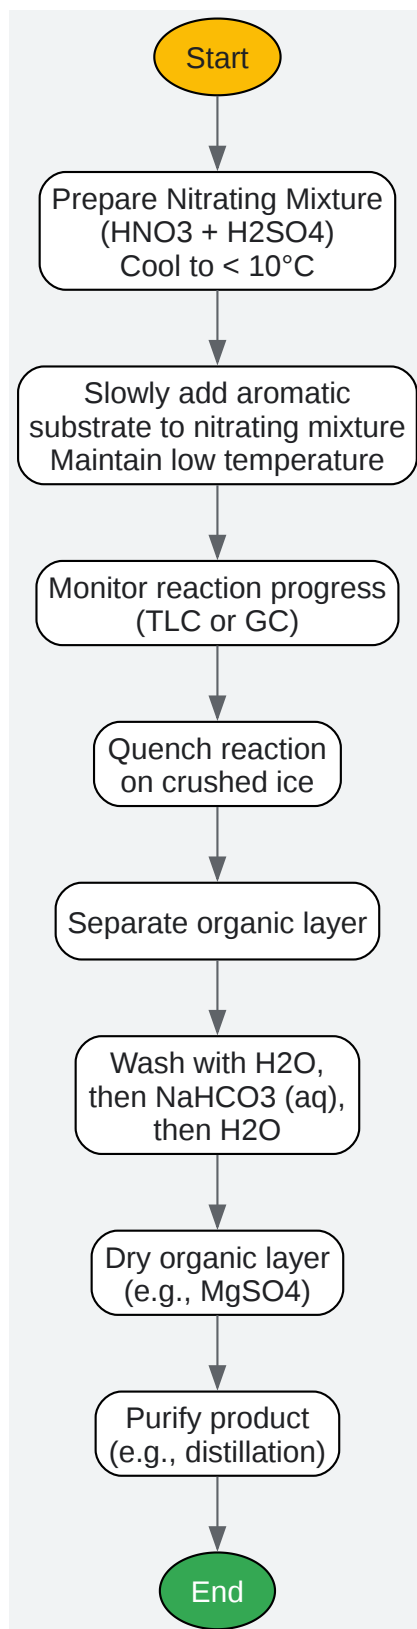 Start
Prepare Nitrating Mixture
(HNO3 + H2SO4)
Cool to < 10°C
Slowly add aromatic
substrate to nitrating mixture
Maintain low temperature
Monitor reaction progress
(TLC or GC)
Quench reaction
on crushed ice
Separate organic layer
Wash with H2O,
then NaHCO3 (aq),
then H2O
Dry organic layer
(e.g., MgSO4)
Purify product
(e.g., distillation)
End